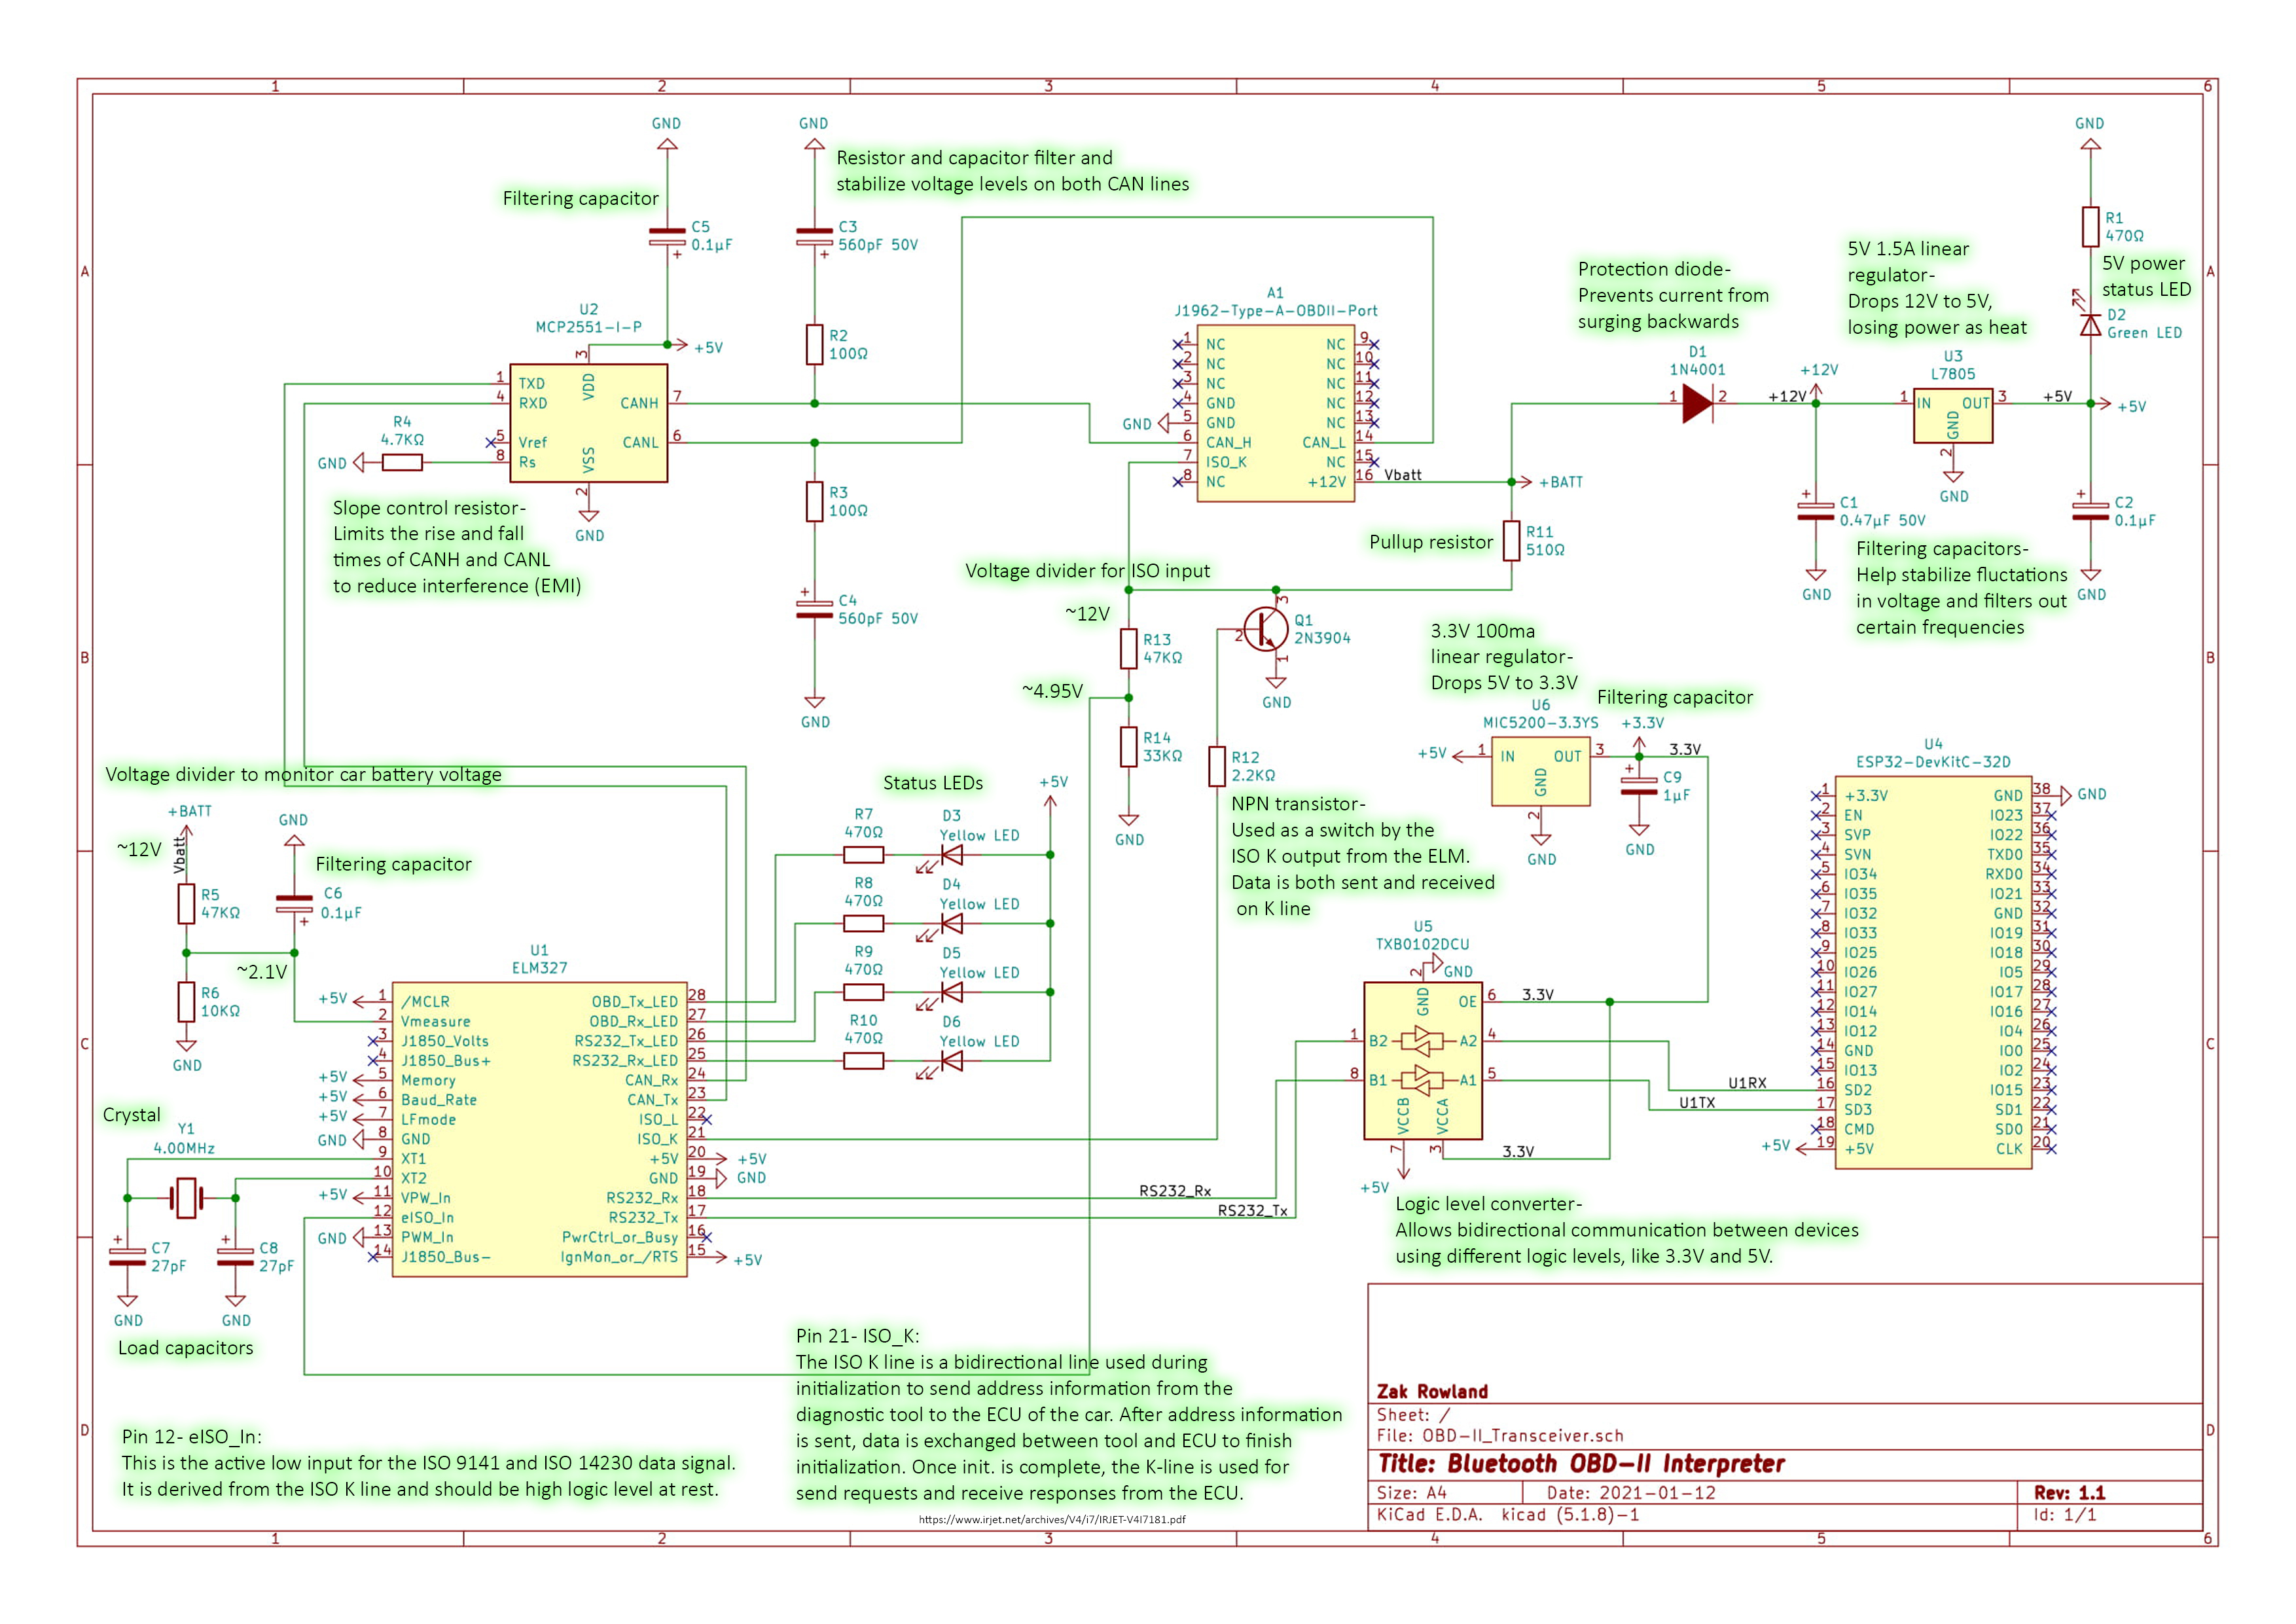 1 2 3 4 5 6
A
B
C
D
GND
Filtering capacitor
C5
0.1µF
GND
Resistor and capacitor filter and
stabilize voltage levels on both CAN lines
C3
560pF 50V
R2
100Ω
U2
MCP2551-I-P
+5V
3
VDD
1 TXD
4 RXD
5 Vref
8 Rs
CANH 7
CANL 6
VSS
2
GND
R4
4.7KΩ
GND
Slope control resistor-
Limits the rise and fall
times of CANH and CANL
to reduce interference (EMI)
R3
100Ω
C4
560pF 50V
GND
A1
J1962-Type-A-OBDII-Port
1 NC
2 NC
3 NC
4 GND
GND 5 GND
6 CAN_H
7 ISO_K
8 NC
NC 9
NC 10
NC 11
NC 12
NC 13
CAN_L 14
NC 15
+12V 16
Vbatt
+BATT
Protection diode-
Prevents current from
surging backwards
D1
1N4001
1 2
+12V
+12V
5V 1.5A linear
regulator-
Drops 12V to 5V,
losing power as heat
U3
L7805
1 IN OUT 3
GND
2
GND
+5V
+5V
GND
R1
470Ω
5V power
status LED
D2
Green LED
C1
0.47µF 50V
GND
C2
0.1µF
GND
Filtering capacitors-
Help stabilize fluctations
in voltage and filters out
certain frequencies
Pullup resistor
R11
510Ω
Voltage divider for ISO input
~12V
R13
47KΩ
~4.95V
R14
33KΩ
GND
3
2
1
Q1
2N3904
GND
R12
2.2KΩ
NPN transistor-
Used as a switch by the
ISO K output from the ELM.
Data is both sent and received
on K line
3.3V 100ma
linear regulator-
Drops 5V to 3.3V
Filtering capacitor
U6
MIC5200-3.3YS
+5V 1 IN OUT 3
GND
2
GND
+3.3V
3.3V
C9
1µF
GND
U4
ESP32-DevKitC-32D
1 +3.3V
2 EN
3 SVP
4 SVN
5 IO34
6 IO35
7 IO32
8 IO33
9 IO25
10 IO26
11 IO27
12 IO14
13 IO12
14 GND
15 IO13
16 SD2
17 SD3
18 CMD
+5V 19 +5V
GND 38 GND
IO23 37
IO22 36
TXD0 35
RXD0 34
IO21 33
GND 32
IO19 31
IO18 30
IO5 29
IO17 28
IO16 27
IO4 26
IO0 25
IO2 24
IO15 23
SD1 22
SD0 21
CLK 20
U1RX
U1TX
U5
TXB0102DCU
2 GND
GND
OE 6 3.3V
1 B2 A2 4
8 B1 A1 5
VCCB VCCA
7 3
3.3V
+5V
Logic level converter-
Allows bidirectional communication between devices
using different logic levels, like 3.3V and 5V.
Voltage divider to monitor car battery voltage
+BATT
~12V
Vbatt
R5
47KΩ
GND
Filtering capacitor
C6
0.1µF
~2.1V
R6
10KΩ
GND
Status LEDs
+5V
R7
470Ω
D3
Yellow LED
R8
470Ω
D4
Yellow LED
R9
470Ω
D5
Yellow LED
R10
470Ω
D6
Yellow LED
U1
ELM327
+5V 1 /MCLR
2 Vmeasure
3 J1850_Volts
4 J1850_Bus+
+5V 5 Memory
+5V 6 Baud_Rate
+5V 7 LFmode
GND 8 GND
9 XT1
10 XT2
+5V 11 VPW_In
12 eISO_In
GND 13 PWM_In
14 J1850_Bus-
OBD_Tx_LED 28
OBD_Rx_LED 27
RS232_Tx_LED 26
RS232_Rx_LED 25
CAN_Rx 24
CAN_Tx 23
ISO_L 22
ISO_K 21
+5V 20 +5V
GND 19 GND
RS232_Rx 18
RS232_Tx 17
PwrCtrl_or_Busy 16
IgnMon_or_/RTS 15 +5V
RS232_Rx
RS232_Tx
Crystal
Y1
4.00MHz
C7
27pF
C8
27pF
GND
GND
Load capacitors
Pin 12- eISO_In:
This is the active low input for the ISO 9141 and ISO 14230 data signal.
It is derived from the ISO K line and should be high logic level at rest.
Pin 21- ISO_K:
The ISO K line is a bidirectional line used during
initialization to send address information from the
diagnostic tool to the ECU of the car. After address information
is sent, data is exchanged between tool and ECU to finish
initialization. Once init. is complete, the K-line is used for
send requests and receive responses from the ECU.
https://www.irjet.net/archives/V4/i7/IRJET-V4I7181.pdf
Zak Rowland
Sheet: /
File: OBD-II_Transceiver.sch
Title: Bluetooth OBD-II Interpreter
Size: A4 Date: 2021-01-12 Rev: 1.1
KiCad E.D.A. kicad (5.1.8)-1 Id: 1/1
A
B
C
D
1 2 3 4 5 6